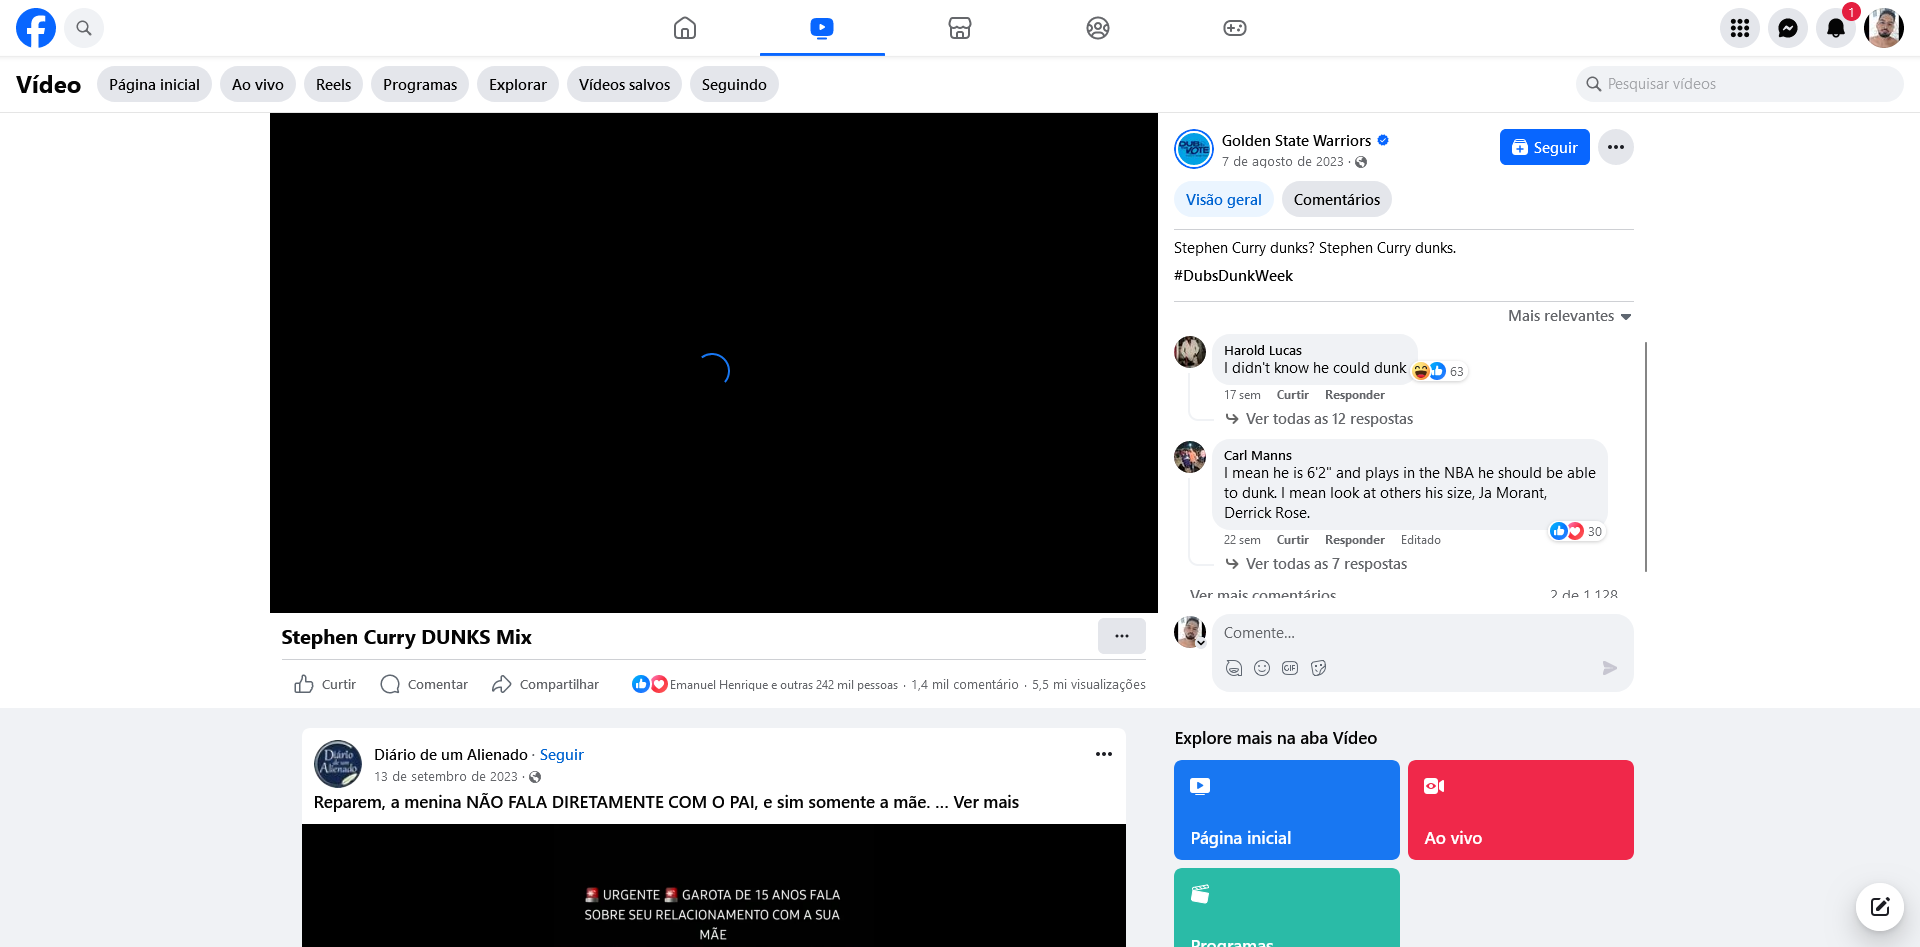 1
Vídeo
Página inicial
Ao vivo
Reels
Programas
Explorar
Vídeos salvos
Seguindo
Pesquisar vídeos
Golden State Warriors
7 de agosto de 2023 ·
Seguir
Visão geral
Comentários
Stephen Curry dunks? Stephen Curry dunks.
#DubsDunkWeek
Mais relevantes
Harold Lucas
I didn't know he could dunk
63
17 sem Curtir Responder
Ver todas as 12 respostas
Carl Manns
I mean he is 6'2" and plays in the NBA he should be able
to dunk. I mean look at others his size, Ja Morant,
Derrick Rose.
30
22 sem Curtir Responder Editado
Ver todas as 7 respostas
Ver mais comentários 2 de 1.128
Comente...
GIF
Stephen Curry DUNKS Mix
Curtir Comentar Compartilhar
Emanuel Henrique e outras 242 mil pessoas · 1,4 mil comentário · 5,5 mi visualizações
Diário de um Alienado
Diário de um Alienado · Seguir
13 de setembro de 2023 ·
Reparem, a menina NÃO FALA DIRETAMENTE COM O PAI, e sim somente a mãe. ... Ver mais
🚨 URGENTE 🚨 GAROTA DE 15 ANOS FALA
SOBRE SEU RELACIONAMENTO COM A SUA
MÃE
Explore mais na aba Vídeo
Página inicial
Ao vivo
Programas